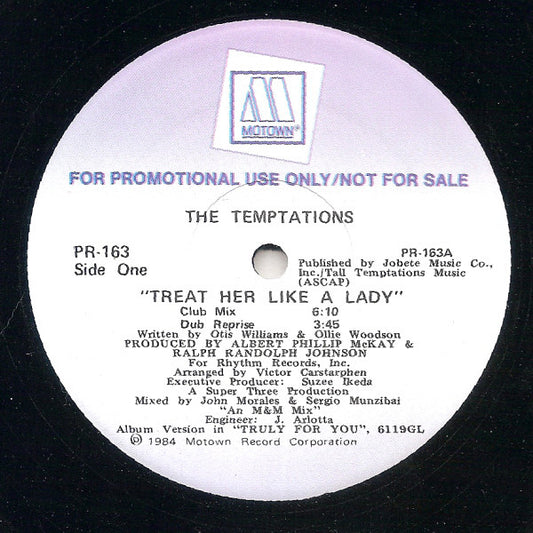 MOTOWN®
FOR PROMOTIONAL USE ONLY/NOT FOR SALE
THE TEMPTATIONS
PR-163
Side One
PR-163A
Published by Jobete Music Co.,
Inc./Tall Temptations Music
(ASCAP)
"TREAT HER LIKE A LADY"
Club Mix 6:10
Dub Reprise 3:45
Written by Otis Williams & Ollie Woodson
PRODUCED BY ALBERT PHILLIP McKAY &
RALPH RANDOLPH JOHNSON
For Rhythm Records, Inc.
Arranged by Victor Carstarphen
Executive Producer: Suzee Ikeda
A Super Three Production
Mixed by John Morales & Sergio Munzibai
"An M&M Mix"
Engineer: J. Arlotta
Album Version in "TRULY FOR YOU", 6119GL
℗ 1984 Motown Record Corporation